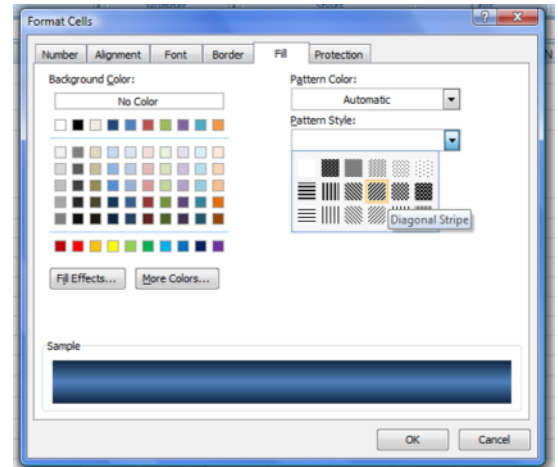 Format Cells
Number Alignment Font Border Fill Protection
Background Color:
No Color
Fill Effects...
More Colors...
Pattern Color:
Automatic
Pattern Style:
Diagonal Stripe
Sample
OK Cancel